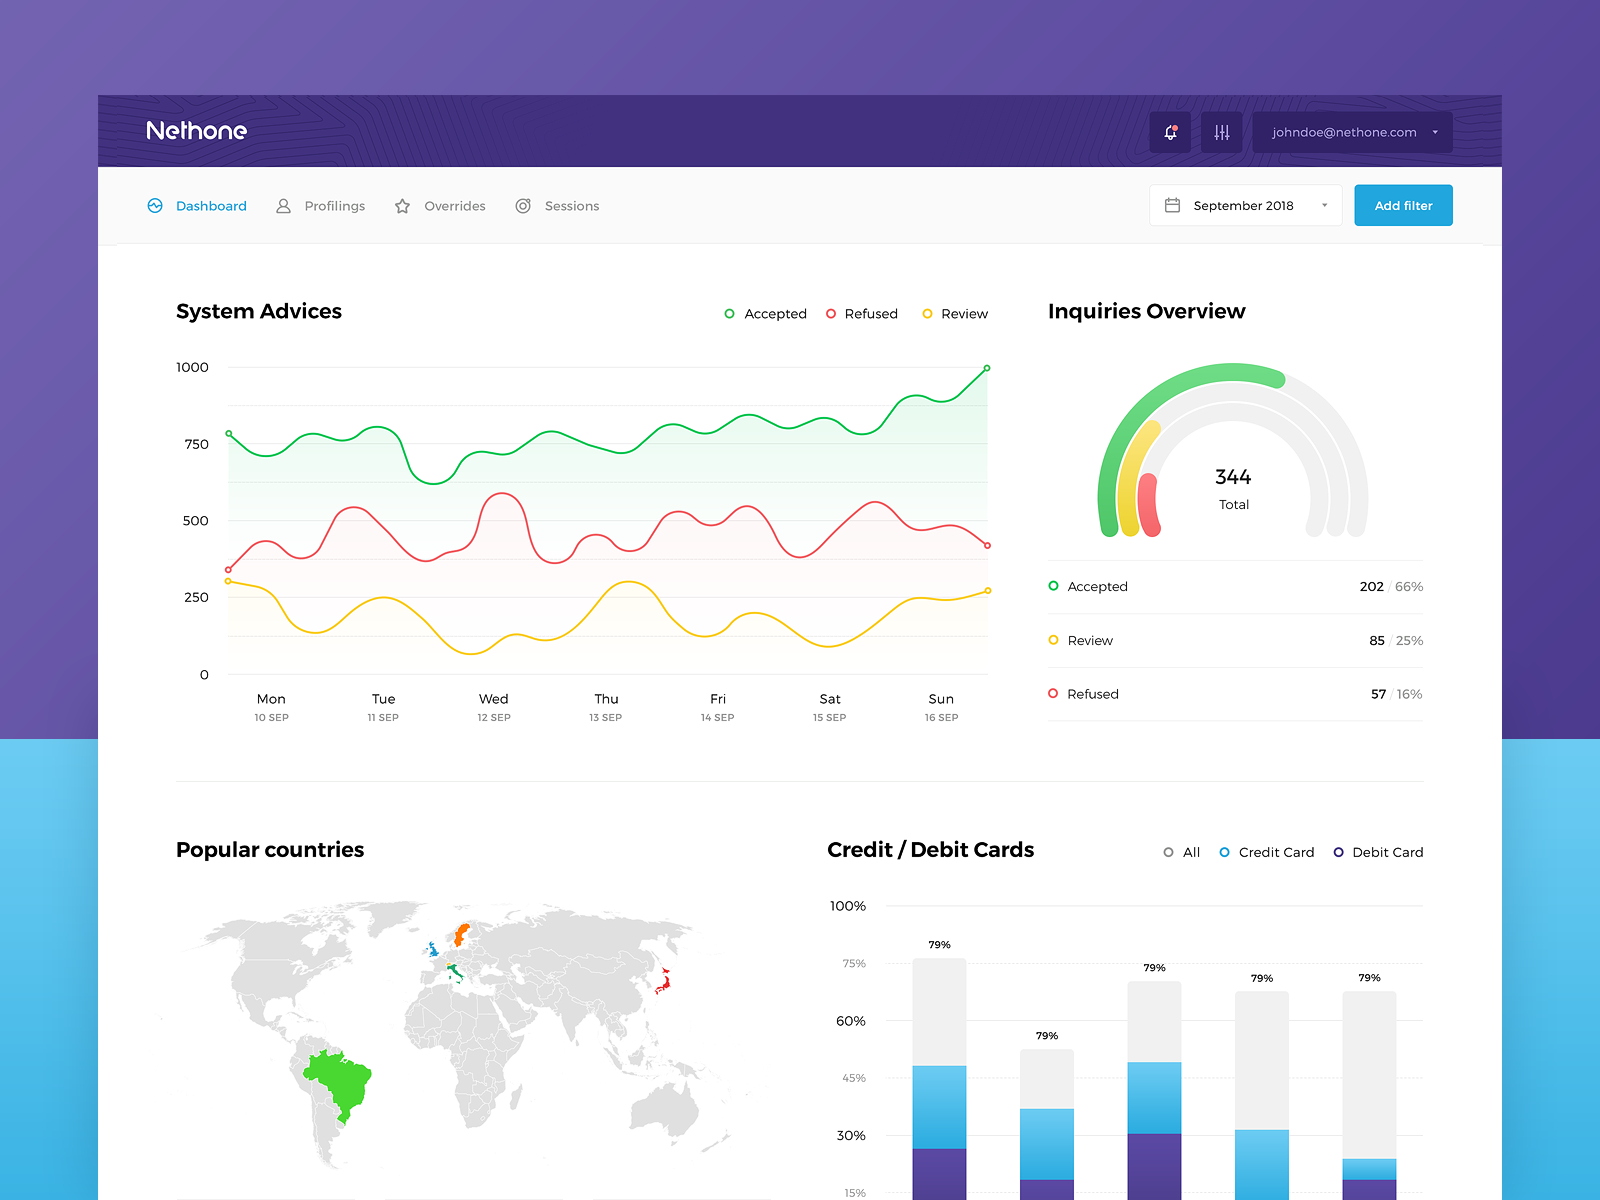 Nethone
johndoe@nethone.com
Dashboard
Profilings
Overrides
Sessions
September 2018
Add filter
System Advices
Accepted
Refused
Review
1000
750
500
250
0
Mon
Tue
Wed
Thu
Fri
Sat
Sun
10 SEP
11 SEP
12 SEP
13 SEP
14 SEP
15 SEP
16 SEP
Inquiries Overview
344
Total
Accepted
202 / 66%
Review
85 / 25%
Refused
57 / 16%
Popular countries
Credit / Debit Cards
All
Credit Card
Debit Card
100%
75%
60%
45%
30%
15%
79%
79%
79%
79%
79%